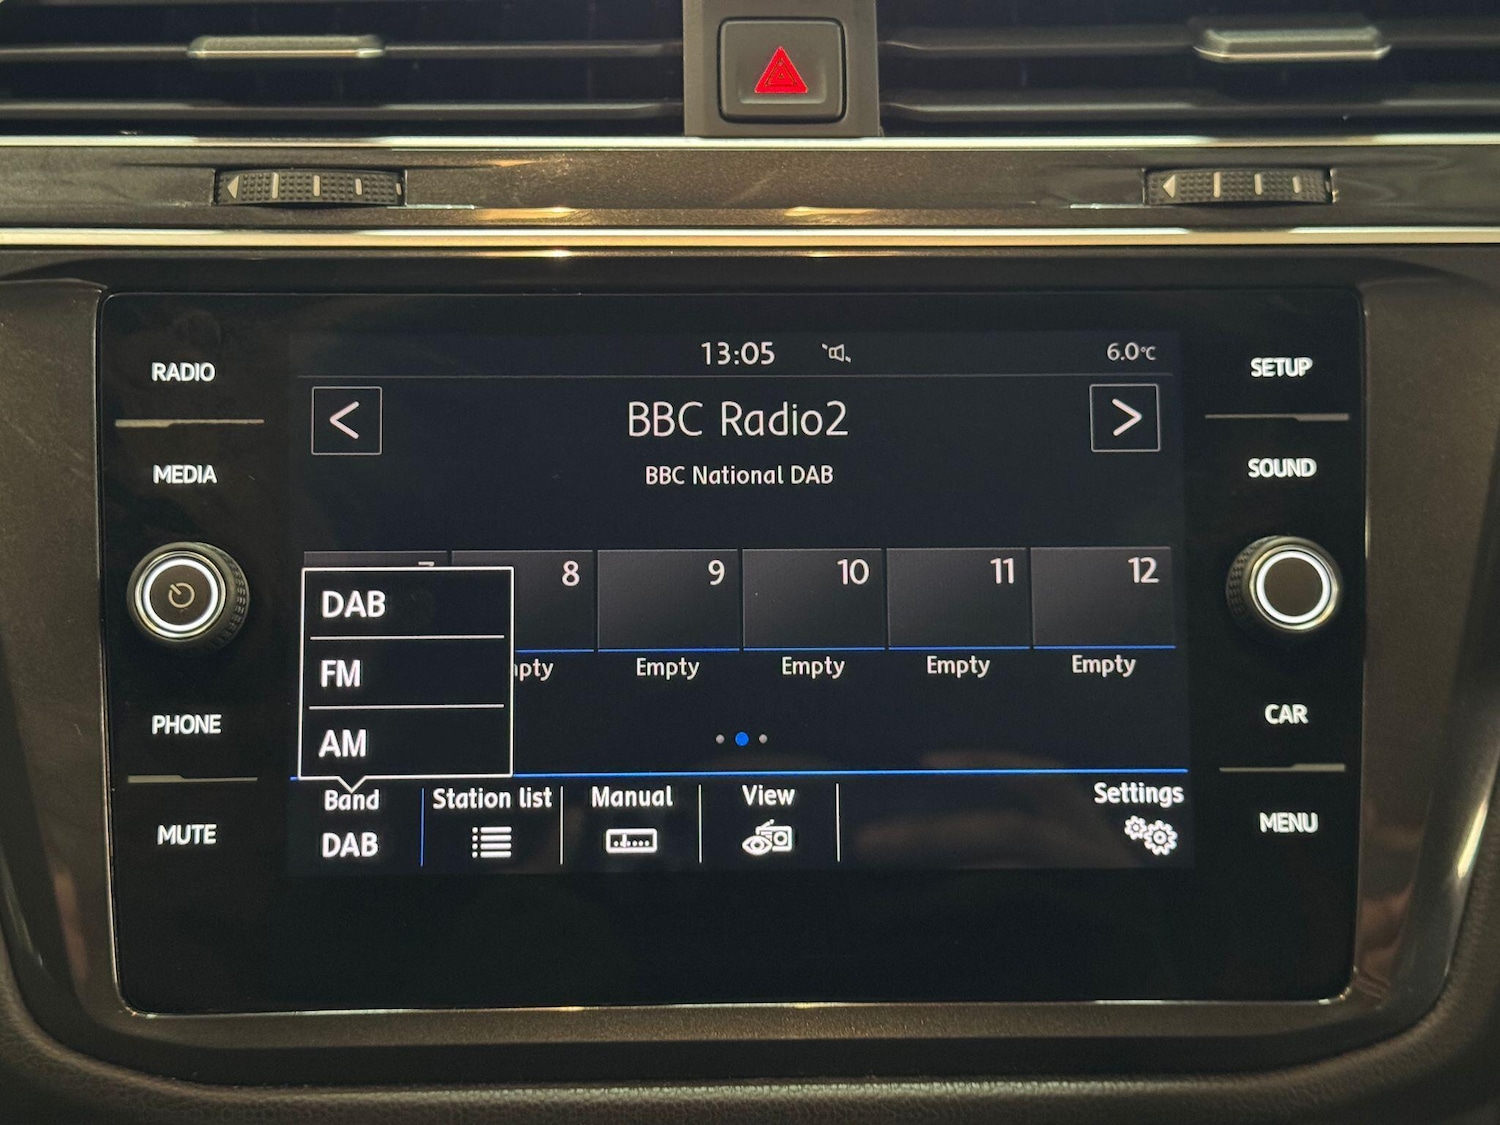 RADIO
MEDIA
PHONE
MUTE
13:05
6.0°C
<
BBC Radio2
>
BBC National DAB
8
9
10
11
12
Empty
Empty
Empty
Empty
DAB
FM
AM
Band
DAB
Station list
Manual
View
Settings
SETUP
SOUND
CAR
MENU